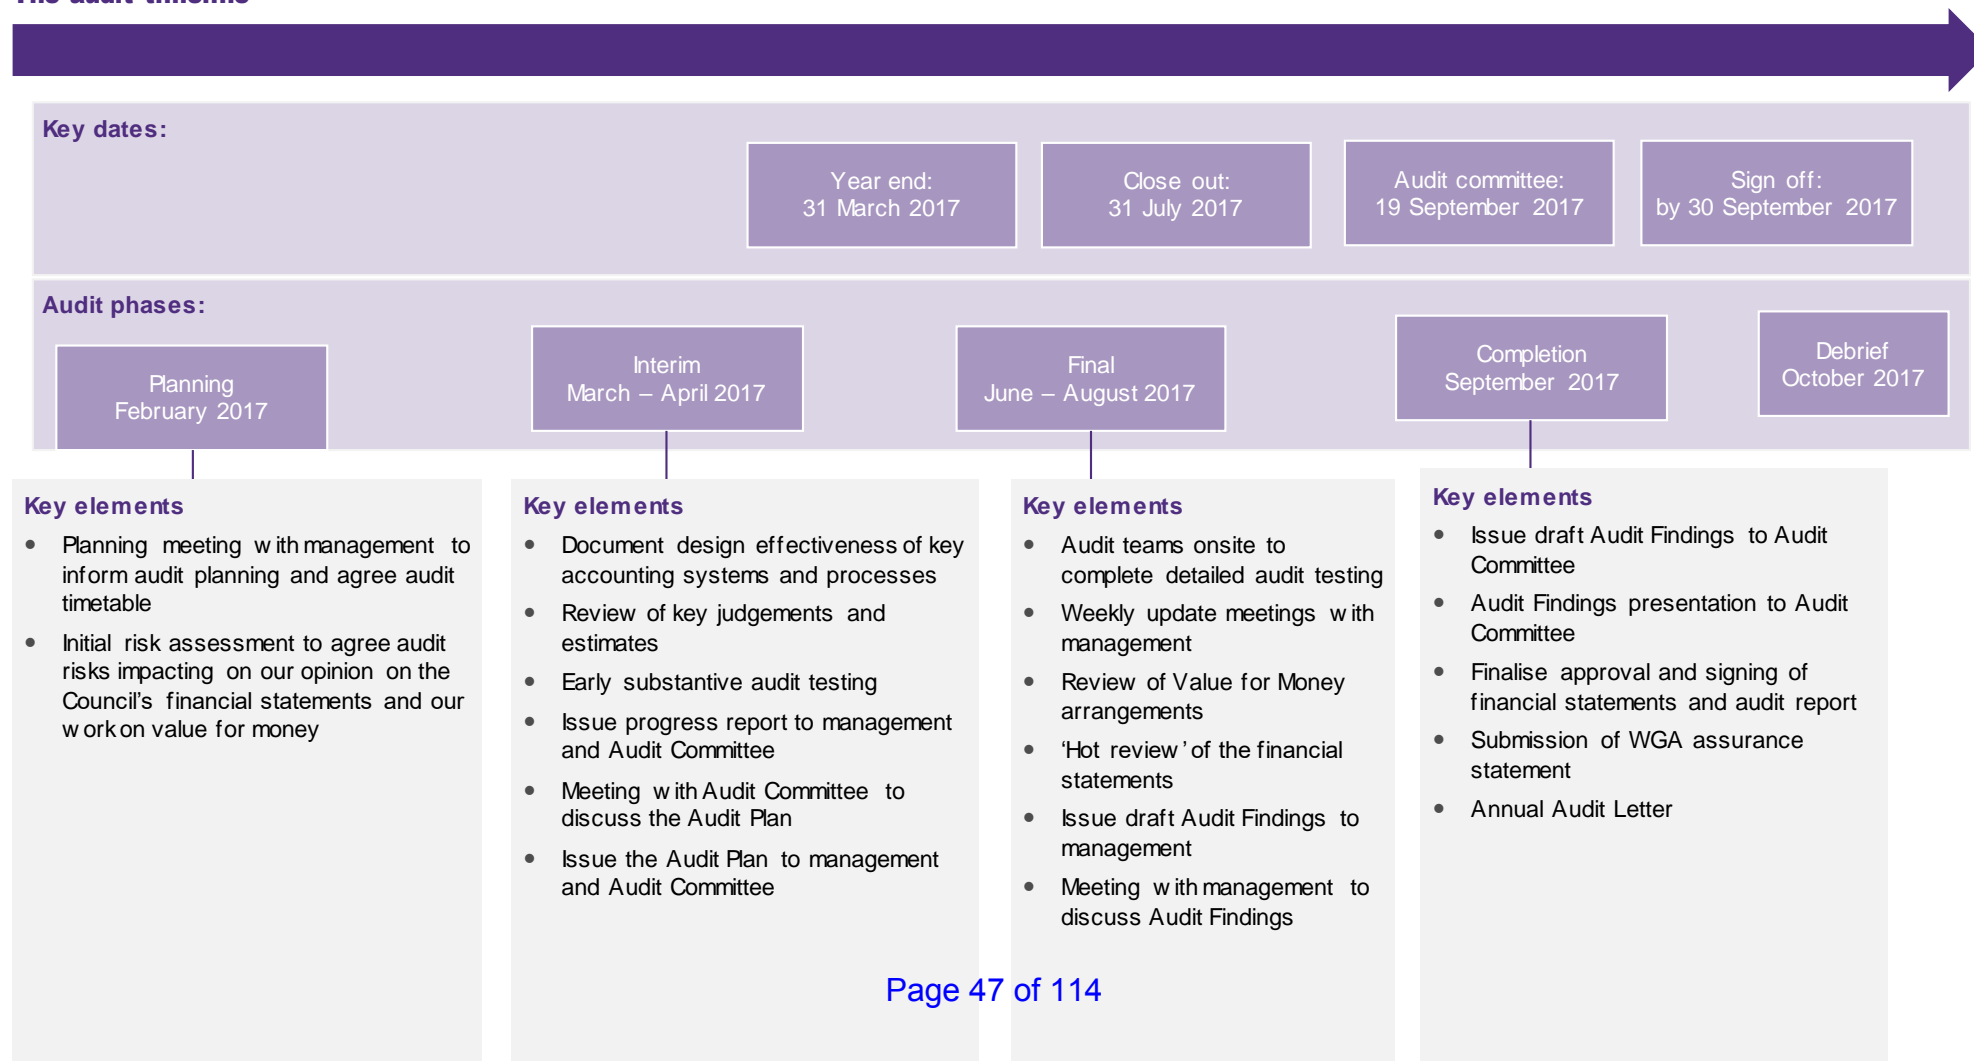 Key dates:
Year end:
31 March 2017
Close out:
31 July 2017
Audit committee:
19 September 2017
Sign off:
by 30 September 2017
Audit phases:
Planning
February 2017
Interim
March – April 2017
Final
June – August 2017
Completion
September 2017
Debrief
October 2017
Key elements
• Planning meeting with management to
inform audit planning and agree audit
timetable
• Initial risk assessment to agree audit
risks impacting on our opinion on the
Council's financial statements and our
work on value for money
Key elements
• Document design effectiveness of key
accounting systems and processes
• Review of key judgements and
estimates
• Early substantive audit testing
• Issue progress report to management
and Audit Committee
• Meeting with Audit Committee to
discuss the Audit Plan
• Issue the Audit Plan to management
and Audit Committee
Key elements
• Audit teams onsite to
complete detailed audit testing
• Weekly update meetings with
management
• Review of Value for Money
arrangements
• ‘Hot review’ of the financial
statements
• Issue draft Audit Findings to
management
• Meeting with management to
discuss Audit Findings
Key elements
• Issue draft Audit Findings to Audit
Committee
• Audit Findings presentation to Audit
Committee
• Finalise approval and signing of
financial statements and audit report
• Submission of WGA assurance
statement
• Annual Audit Letter
Page 47 of 114